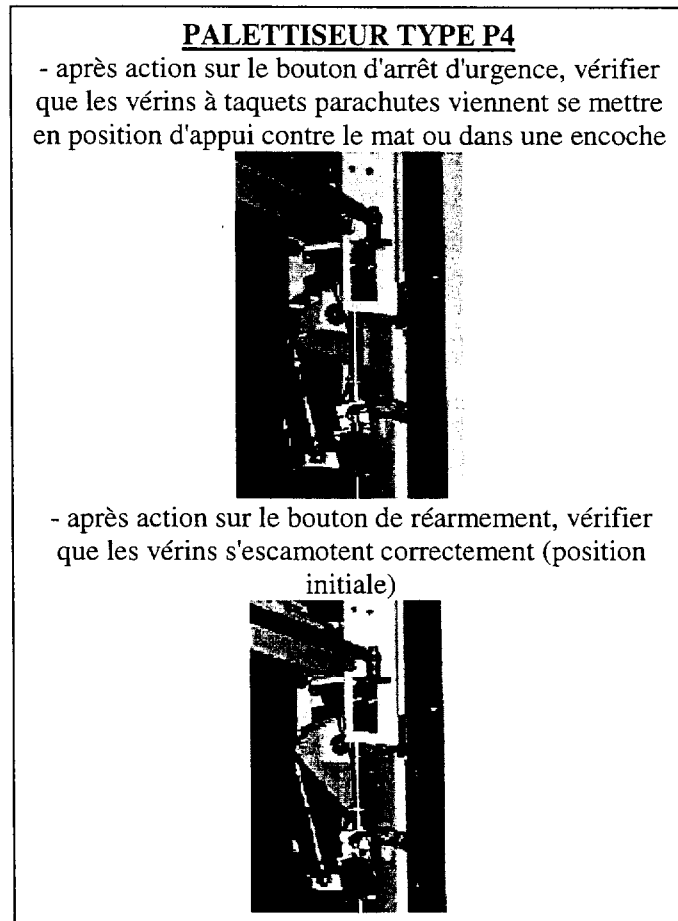 PALETTISEUR TYPE P4
- après action sur le bouton d'arrêt d'urgence, vérifier
que les vérins à taquets parachutes viennent se mettre
en position d'appui contre le mat ou dans une encoche
- après action sur le bouton de réarmement, vérifier
que les vérins s'escamotent correctement (position
initiale)